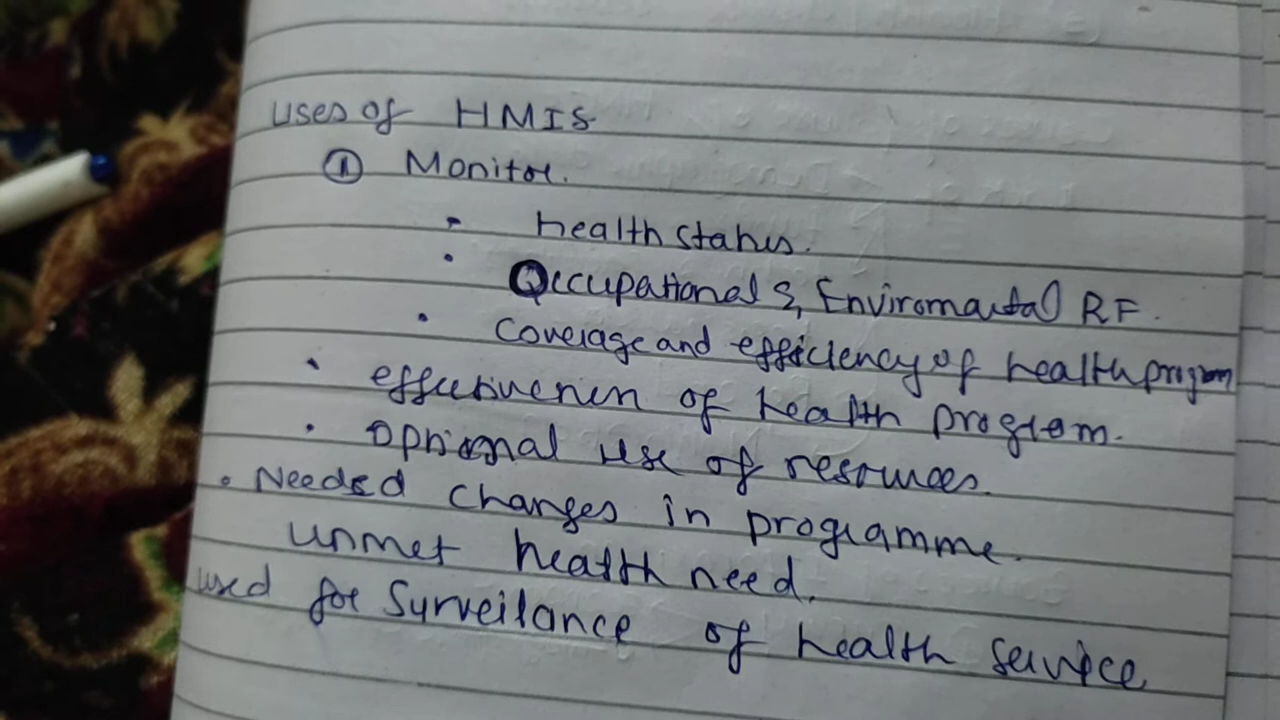 uses of HMIS
① Monitor.
• health status.
• Occupational & Enviromental RF.
• Coverage and efficiency of health program
• effectiveness of health program.
• Optional use of resources.
• Needed changes in programme.
unmet health need.
used for Surveilance of health service